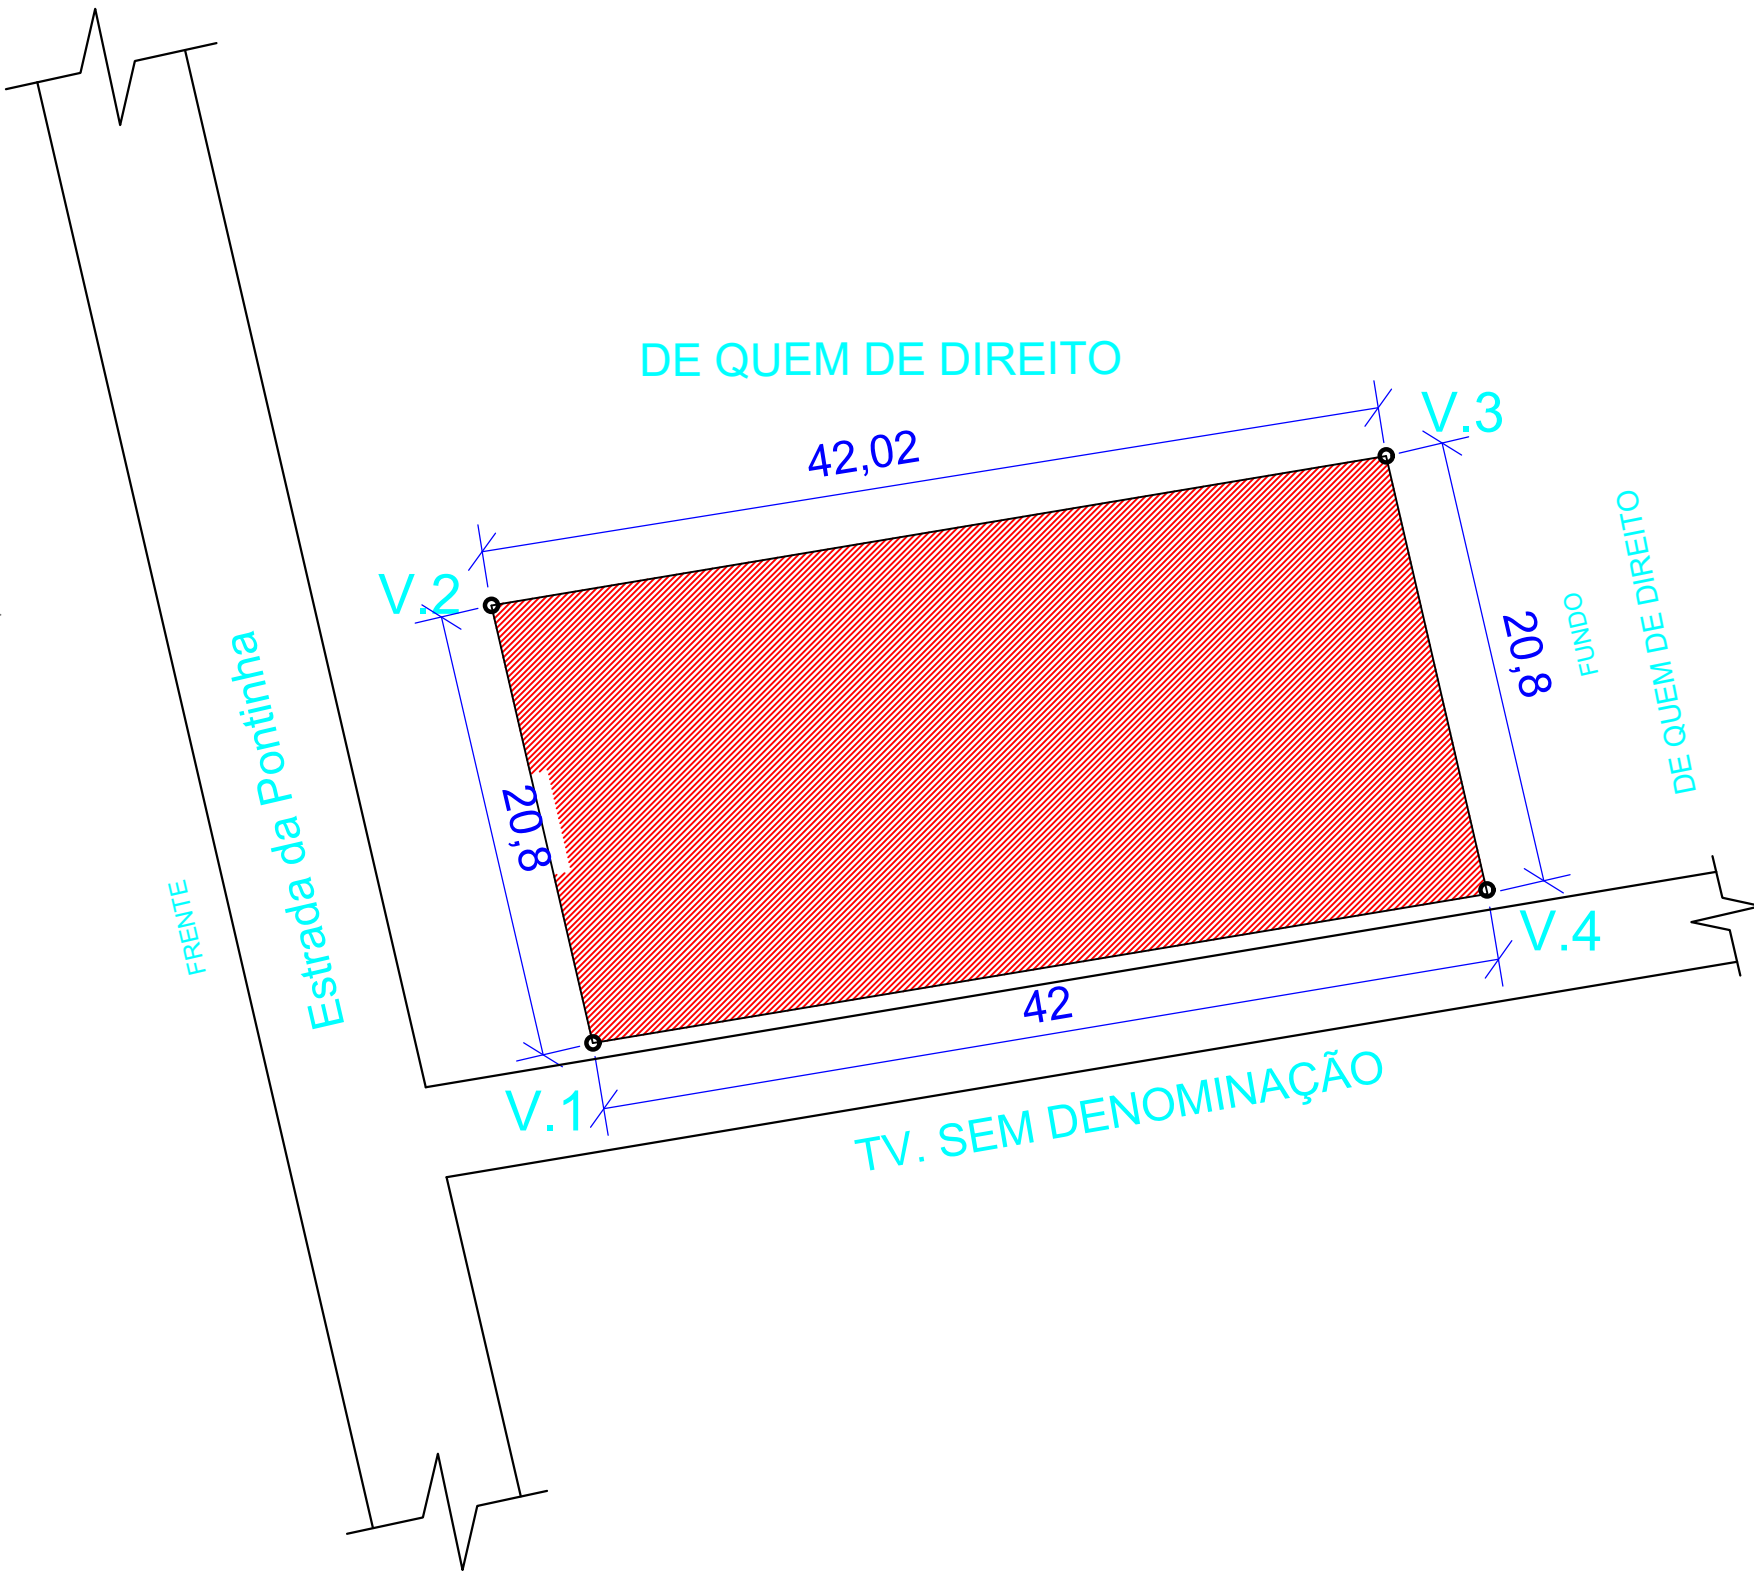 DE QUEM DE DIREITO
V.3
42,02
V.2
20,8
FUNDO
DE QUEM DE DIREITO
Estrada da Pontinha
20,8
FRENTE
V.4
42
V.1
TV. SEM DENOMINAÇÃO